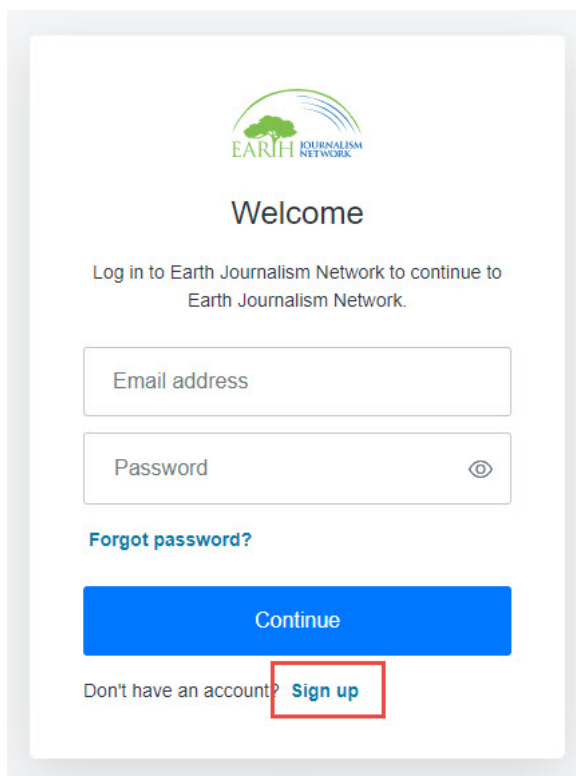 EARTH JOURNALISM
NETWORK
Welcome
Log in to Earth Journalism Network to continue to
Earth Journalism Network.
Email address
Password
Forgot password?
Continue
Don't have an account? Sign up